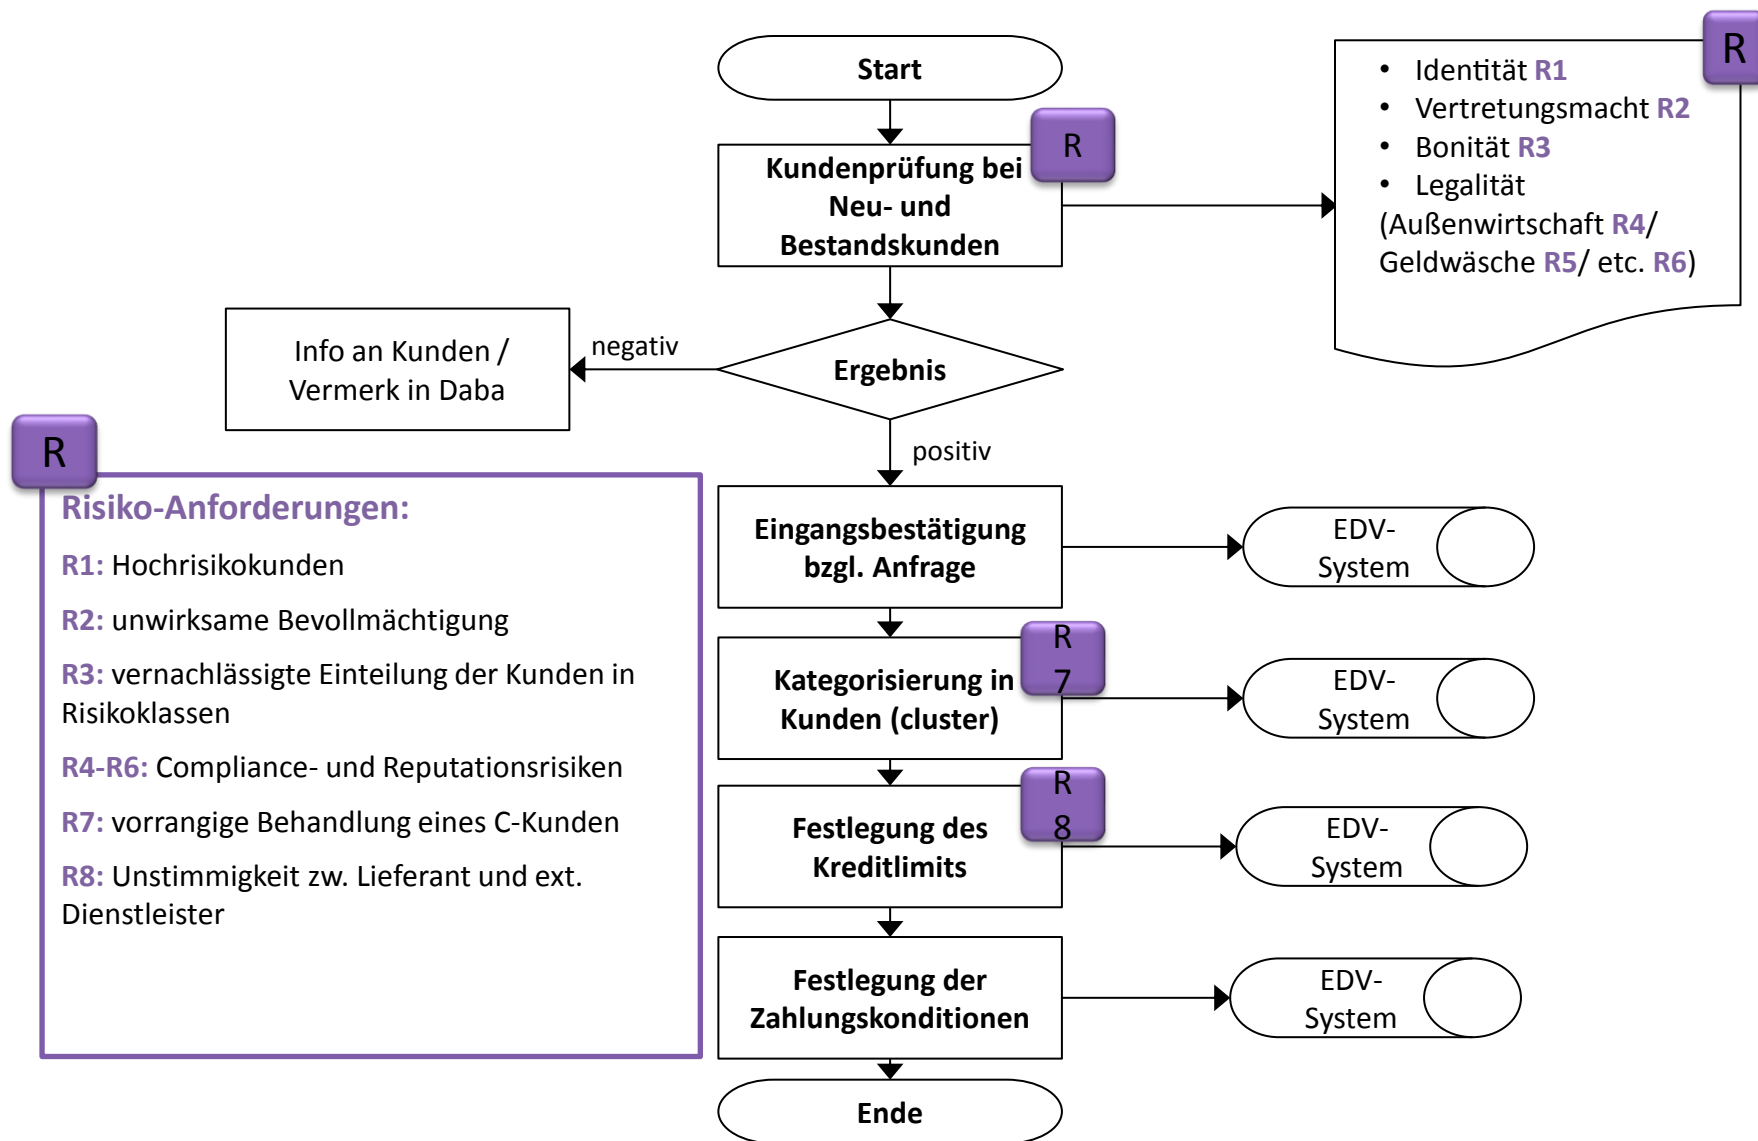 Start
R
Kundenprüfung bei
Neu- und
Bestandskunden
R
• Identität R1
• Vertretungsmacht R2
• Bonität R3
• Legalität
(Außenwirtschaft R4/
Geldwäsche R5/ etc. R6)
Ergebnis
negativ
Info an Kunden /
Vermerk in Daba
positiv
R
Risiko-Anforderungen:
R1: Hochrisikokunden
R2: unwirksame Bevollmächtigung
R3: vernachlässigte Einteilung der Kunden in
Risikoklassen
R4-R6: Compliance- und Reputationsrisiken
R7: vorrangige Behandlung eines C-Kunden
R8: Unstimmigkeit zw. Lieferant und ext.
Dienstleister
Eingangsbestätigung
bzgl. Anfrage
EDV-
System
R
7
Kategorisierung in
Kunden (cluster)
EDV-
System
R
8
Festlegung des
Kreditlimits
EDV-
System
Festlegung der
Zahlungskonditionen
EDV-
System
Ende